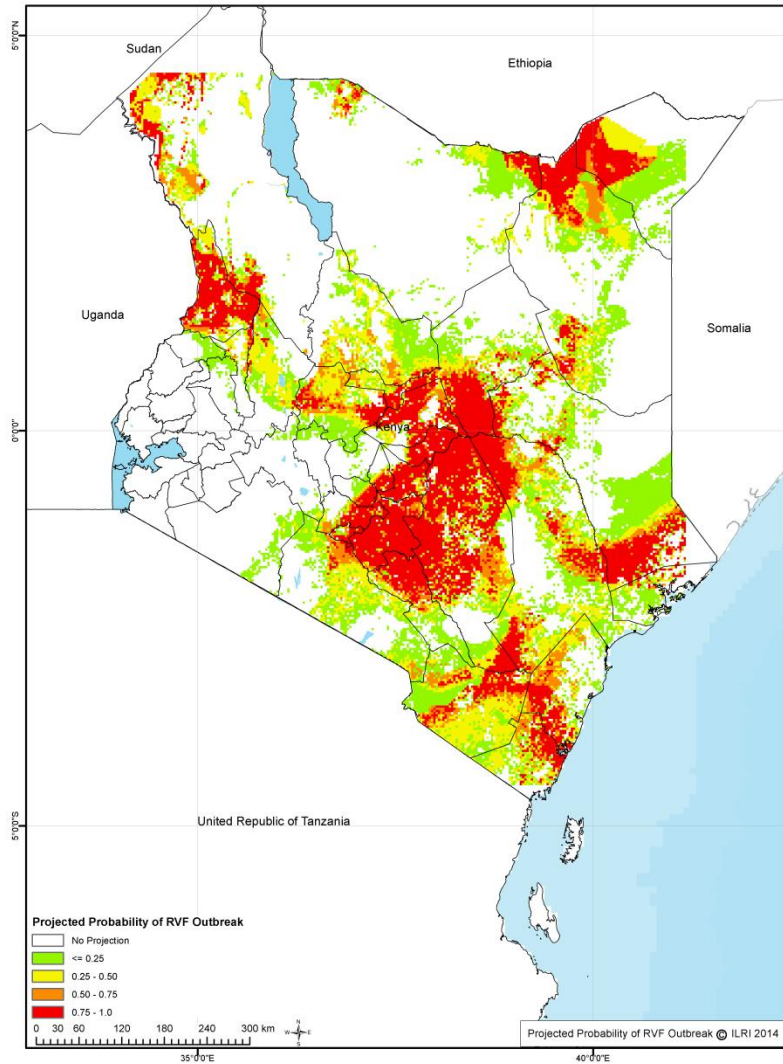 5°0'0"N
Sudan
Ethiopia
Uganda
Somalia
0°0'0"
Kenya
5°0'0"S
United Republic of Tanzania
Projected Probability of RVF Outbreak
No Projection
<= 0.25
0.25 - 0.50
0.50 - 0.75
0.75 - 1.0
0 30 60 120 180 240 300 km
N
W E
S
Projected Probability of RVF Outbreak © ILRI 2014
35°0'0"E
40°0'0"E